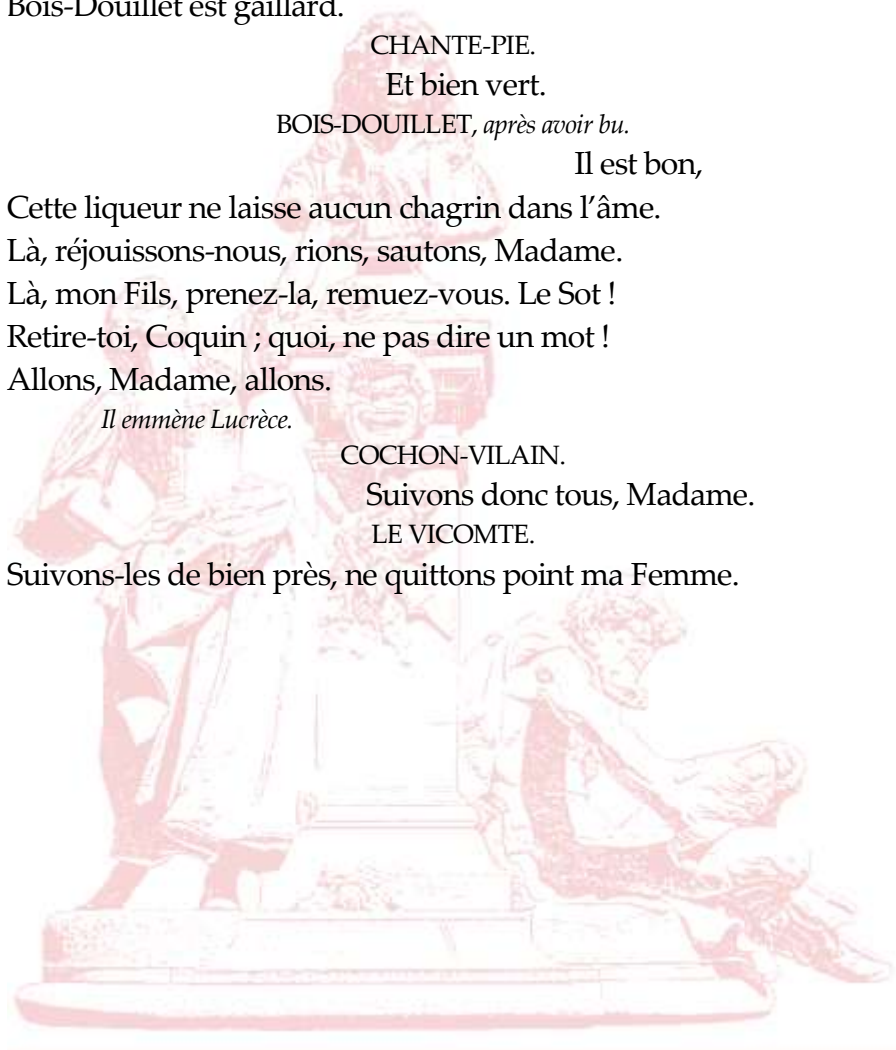 Bois-Douillet est gaillard.
CHANTE-PIE.
Et bien vert.
BOIS-DOUILLET, après avoir bu.
Il est bon,
Cette liqueur ne laisse aucun chagrin dans l’âme.
Là, réjouissons-nous, rions, sautons, Madame.
Là, mon Fils, prenez-la, remuez-vous. Le Sot !
Retire-toi, Coquin ; quoi, ne pas dire un mot !
Allons, Madame, allons.
Il emmène Lucrèce.
COCHON-VILAIN.
Suivons donc tous, Madame.
LE VICOMTE.
Suivons-les de bien près, ne quittons point ma Femme.